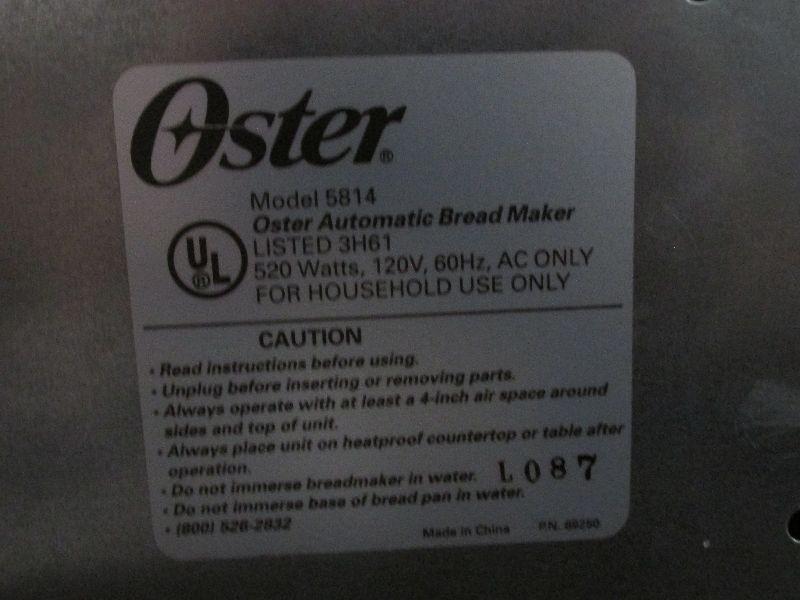 Oster®
Model 5814
Oster Automatic Bread Maker
UL®
LISTED 3H61
520 Watts, 120V, 60Hz, AC ONLY
FOR HOUSEHOLD USE ONLY
CAUTION
• Read instructions before using.
• Unplug before inserting or removing parts.
• Always operate with at least a 4-inch air space around
sides and top of unit.
• Always place unit on heatproof countertop or table after
operation.
• Do not immerse breadmaker in water.
L087
• Do not immerse base of bread pan in water.
• (800) 526-2832
Made in China
P.N. 69250